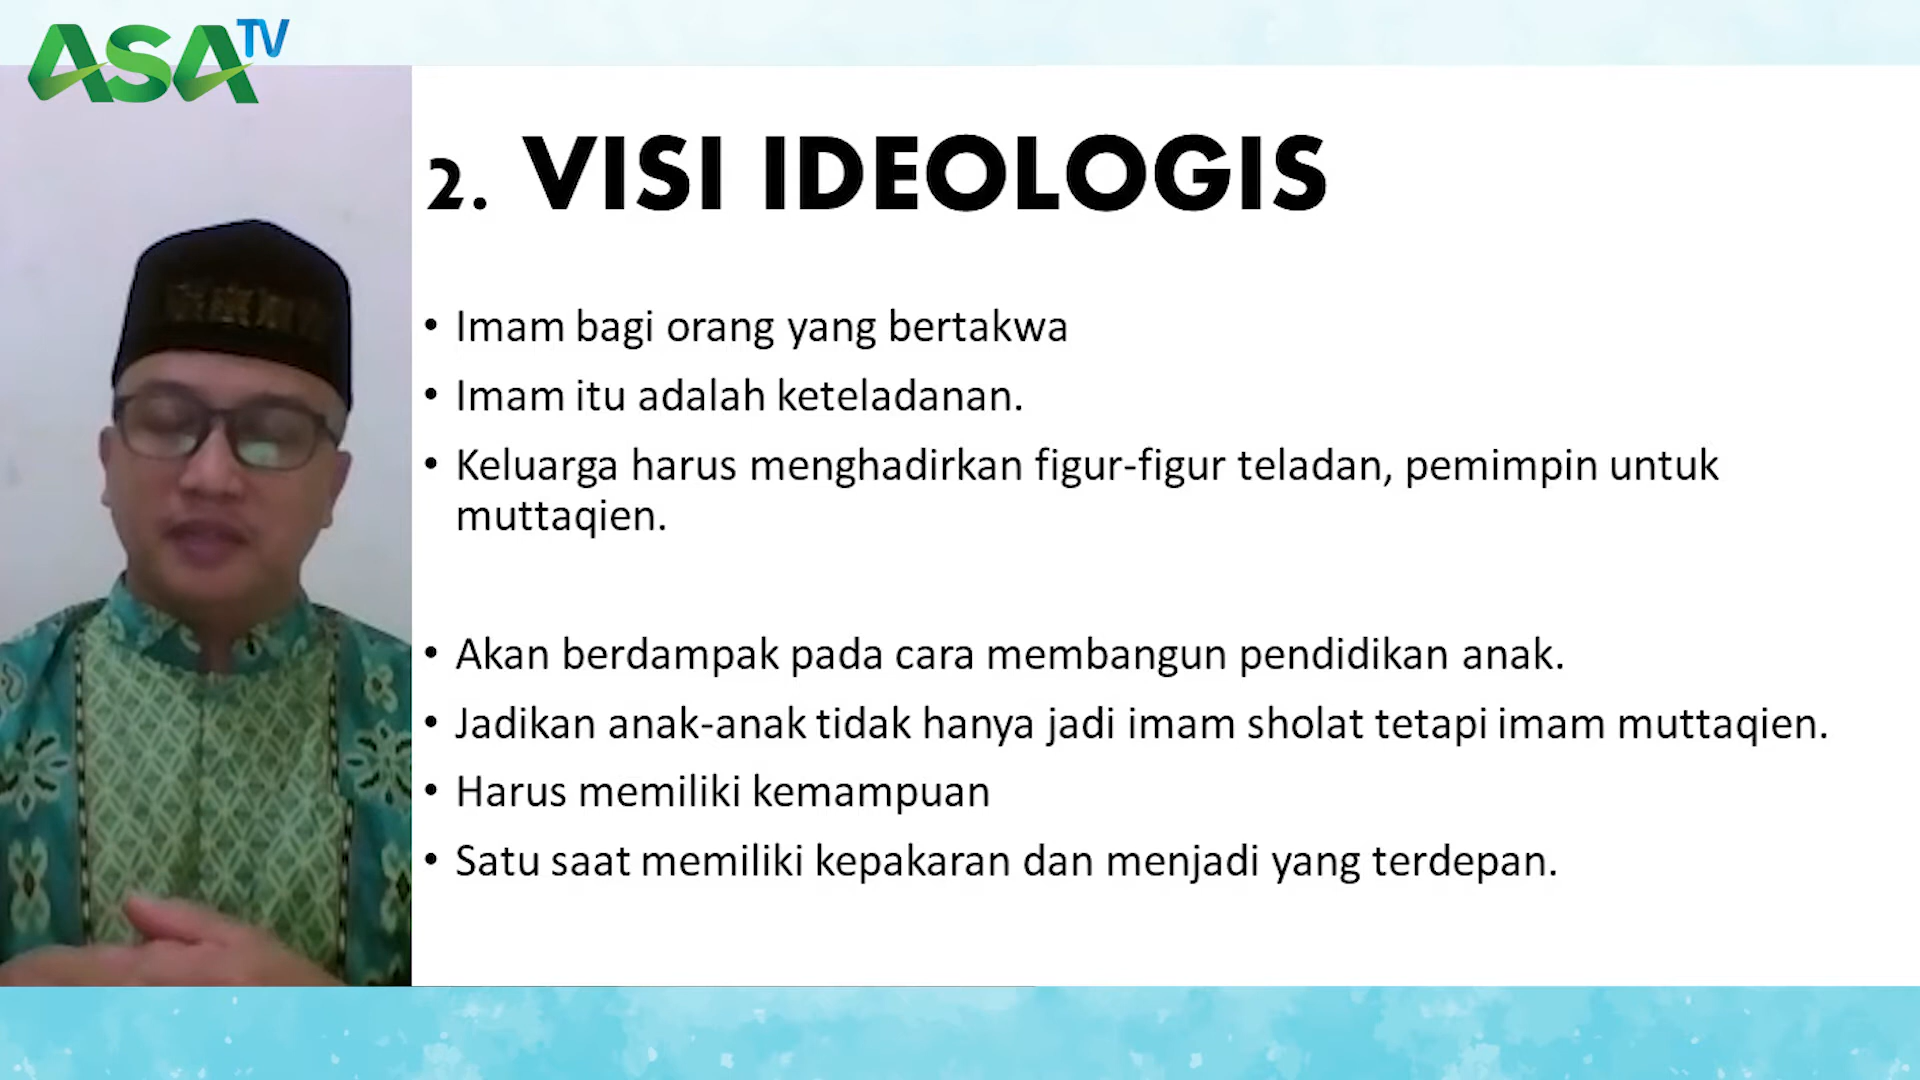 ASA TV
2. VISI IDEOLOGIS
• Imam bagi orang yang bertakwa
• Imam itu adalah keteladanan.
• Keluarga harus menghadirkan figur-figur teladan, pemimpin untuk
muttaqien.
• Akan berdampak pada cara membangun pendidikan anak.
• Jadikan anak-anak tidak hanya jadi imam sholat tetapi imam muttaqien.
• Harus memiliki kemampuan
• Satu saat memiliki kepakaran dan menjadi yang terdepan.